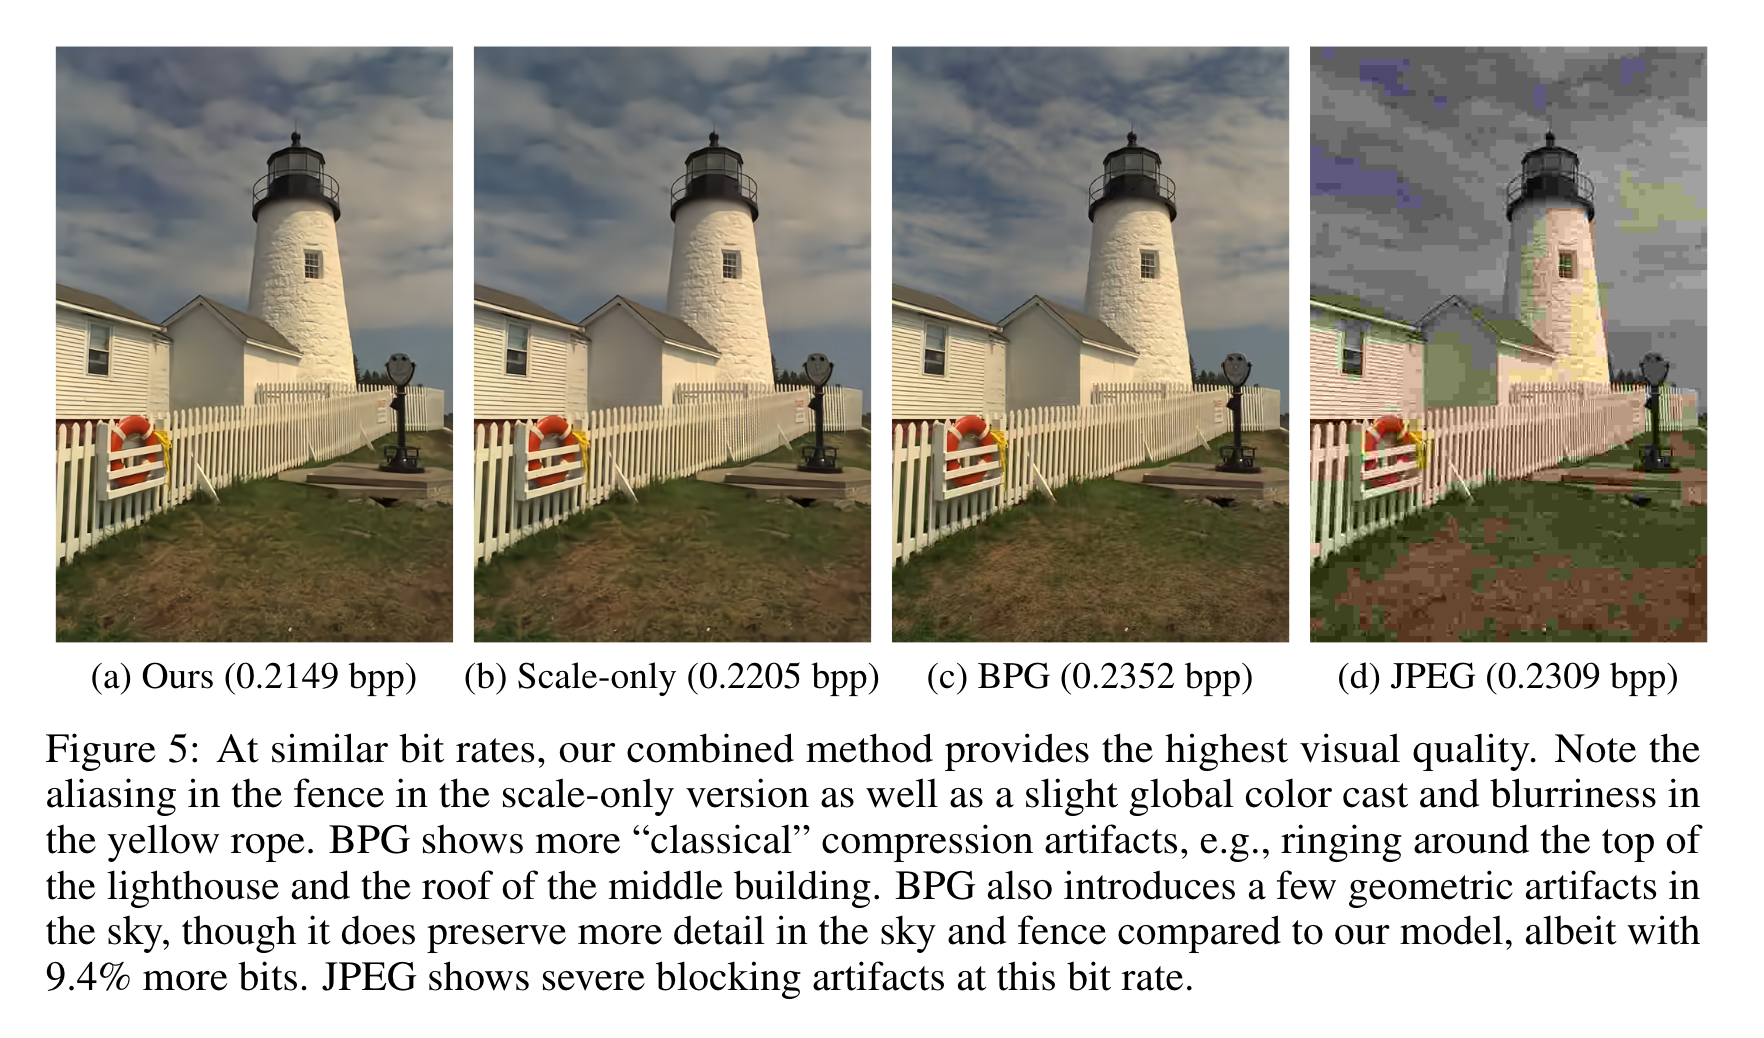 (a) Ours (0.2149 bpp)
(b) Scale-only (0.2205 bpp)
(c) BPG (0.2352 bpp)
(d) JPEG (0.2309 bpp)
Figure 5: At similar bit rates, our combined method provides the highest visual quality. Note the
aliasing in the fence in the scale-only version as well as a slight global color cast and blurriness in
the yellow rope. BPG shows more “classical” compression artifacts, e.g., ringing around the top of
the lighthouse and the roof of the middle building. BPG also introduces a few geometric artifacts in
the sky, though it does preserve more detail in the sky and fence compared to our model, albeit with
9.4% more bits. JPEG shows severe blocking artifacts at this bit rate.